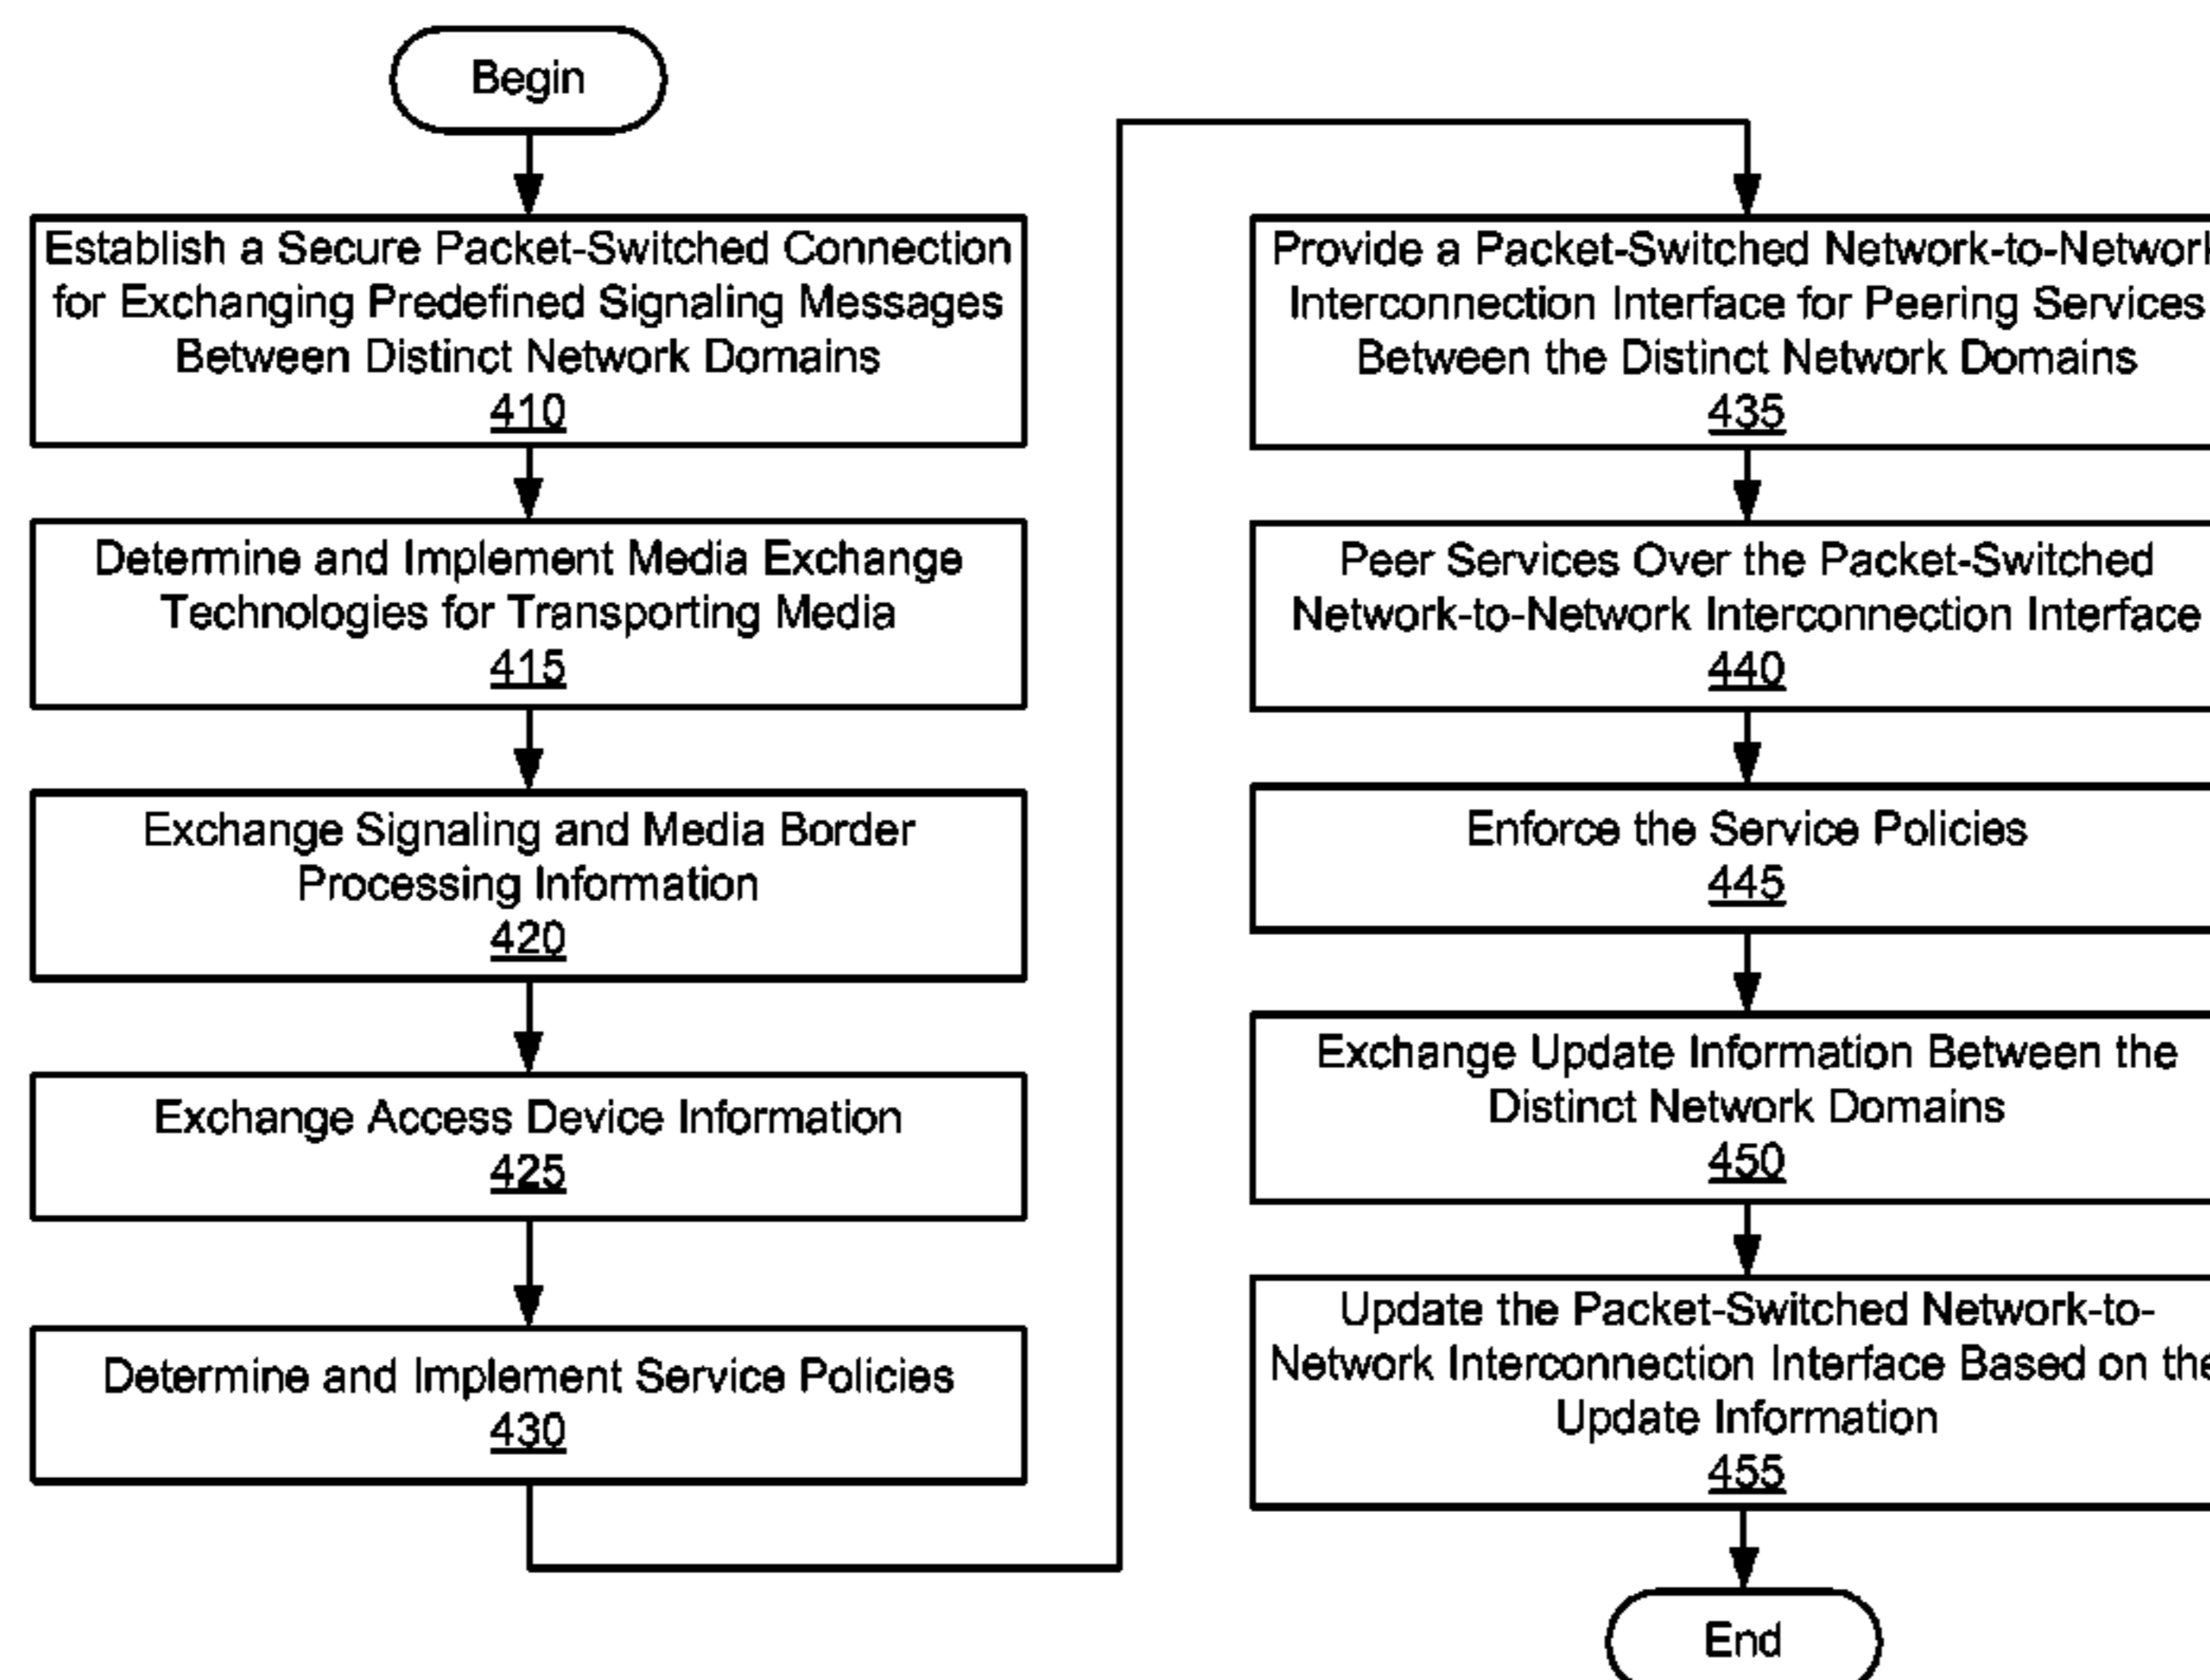 Begin
Establish a Secure Packet-Switched Connection
for Exchanging Predefined Signaling Messages
Between Distinct Network Domains
410
Determine and Implement Media Exchange
Technologies for Transporting Media
415
Exchange Signaling and Media Border
Processing Information
420
Exchange Access Device Information
425
Determine and Implement Service Policies
430
Provide a Packet-Switched Network-to-Network
Interconnection Interface for Peering Services
Between the Distinct Network Domains
435
Peer Services Over the Packet-Switched
Network-to-Network Interconnection Interface
440
Enforce the Service Policies
445
Exchange Update Information Between the
Distinct Network Domains
450
Update the Packet-Switched Network-to-
Network Interconnection Interface Based on the
Update Information
455
End